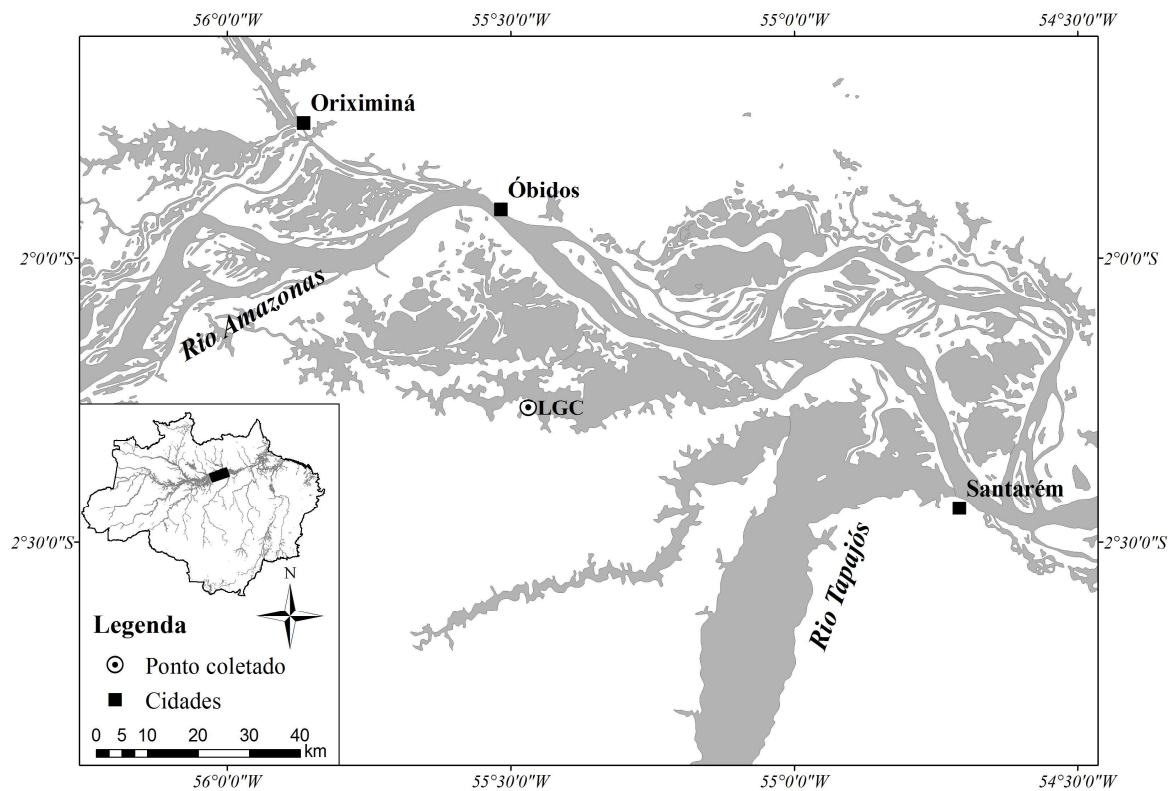 56°0'0"W
55°30'0"W
55°0'0"W
54°30'0"W
Oriximiná
Óbidos
2°0'0"S
2°0'0"S
Rio Amazonas
LGC
Santarém
2°30'0"S
2°30'0"S
Rio Tapajós
N
Legenda
Ponto coletado
Cidades
0 5 10 20 30 40
km
56°0'0"W
55°30'0"W
55°0'0"W
54°30'0"W